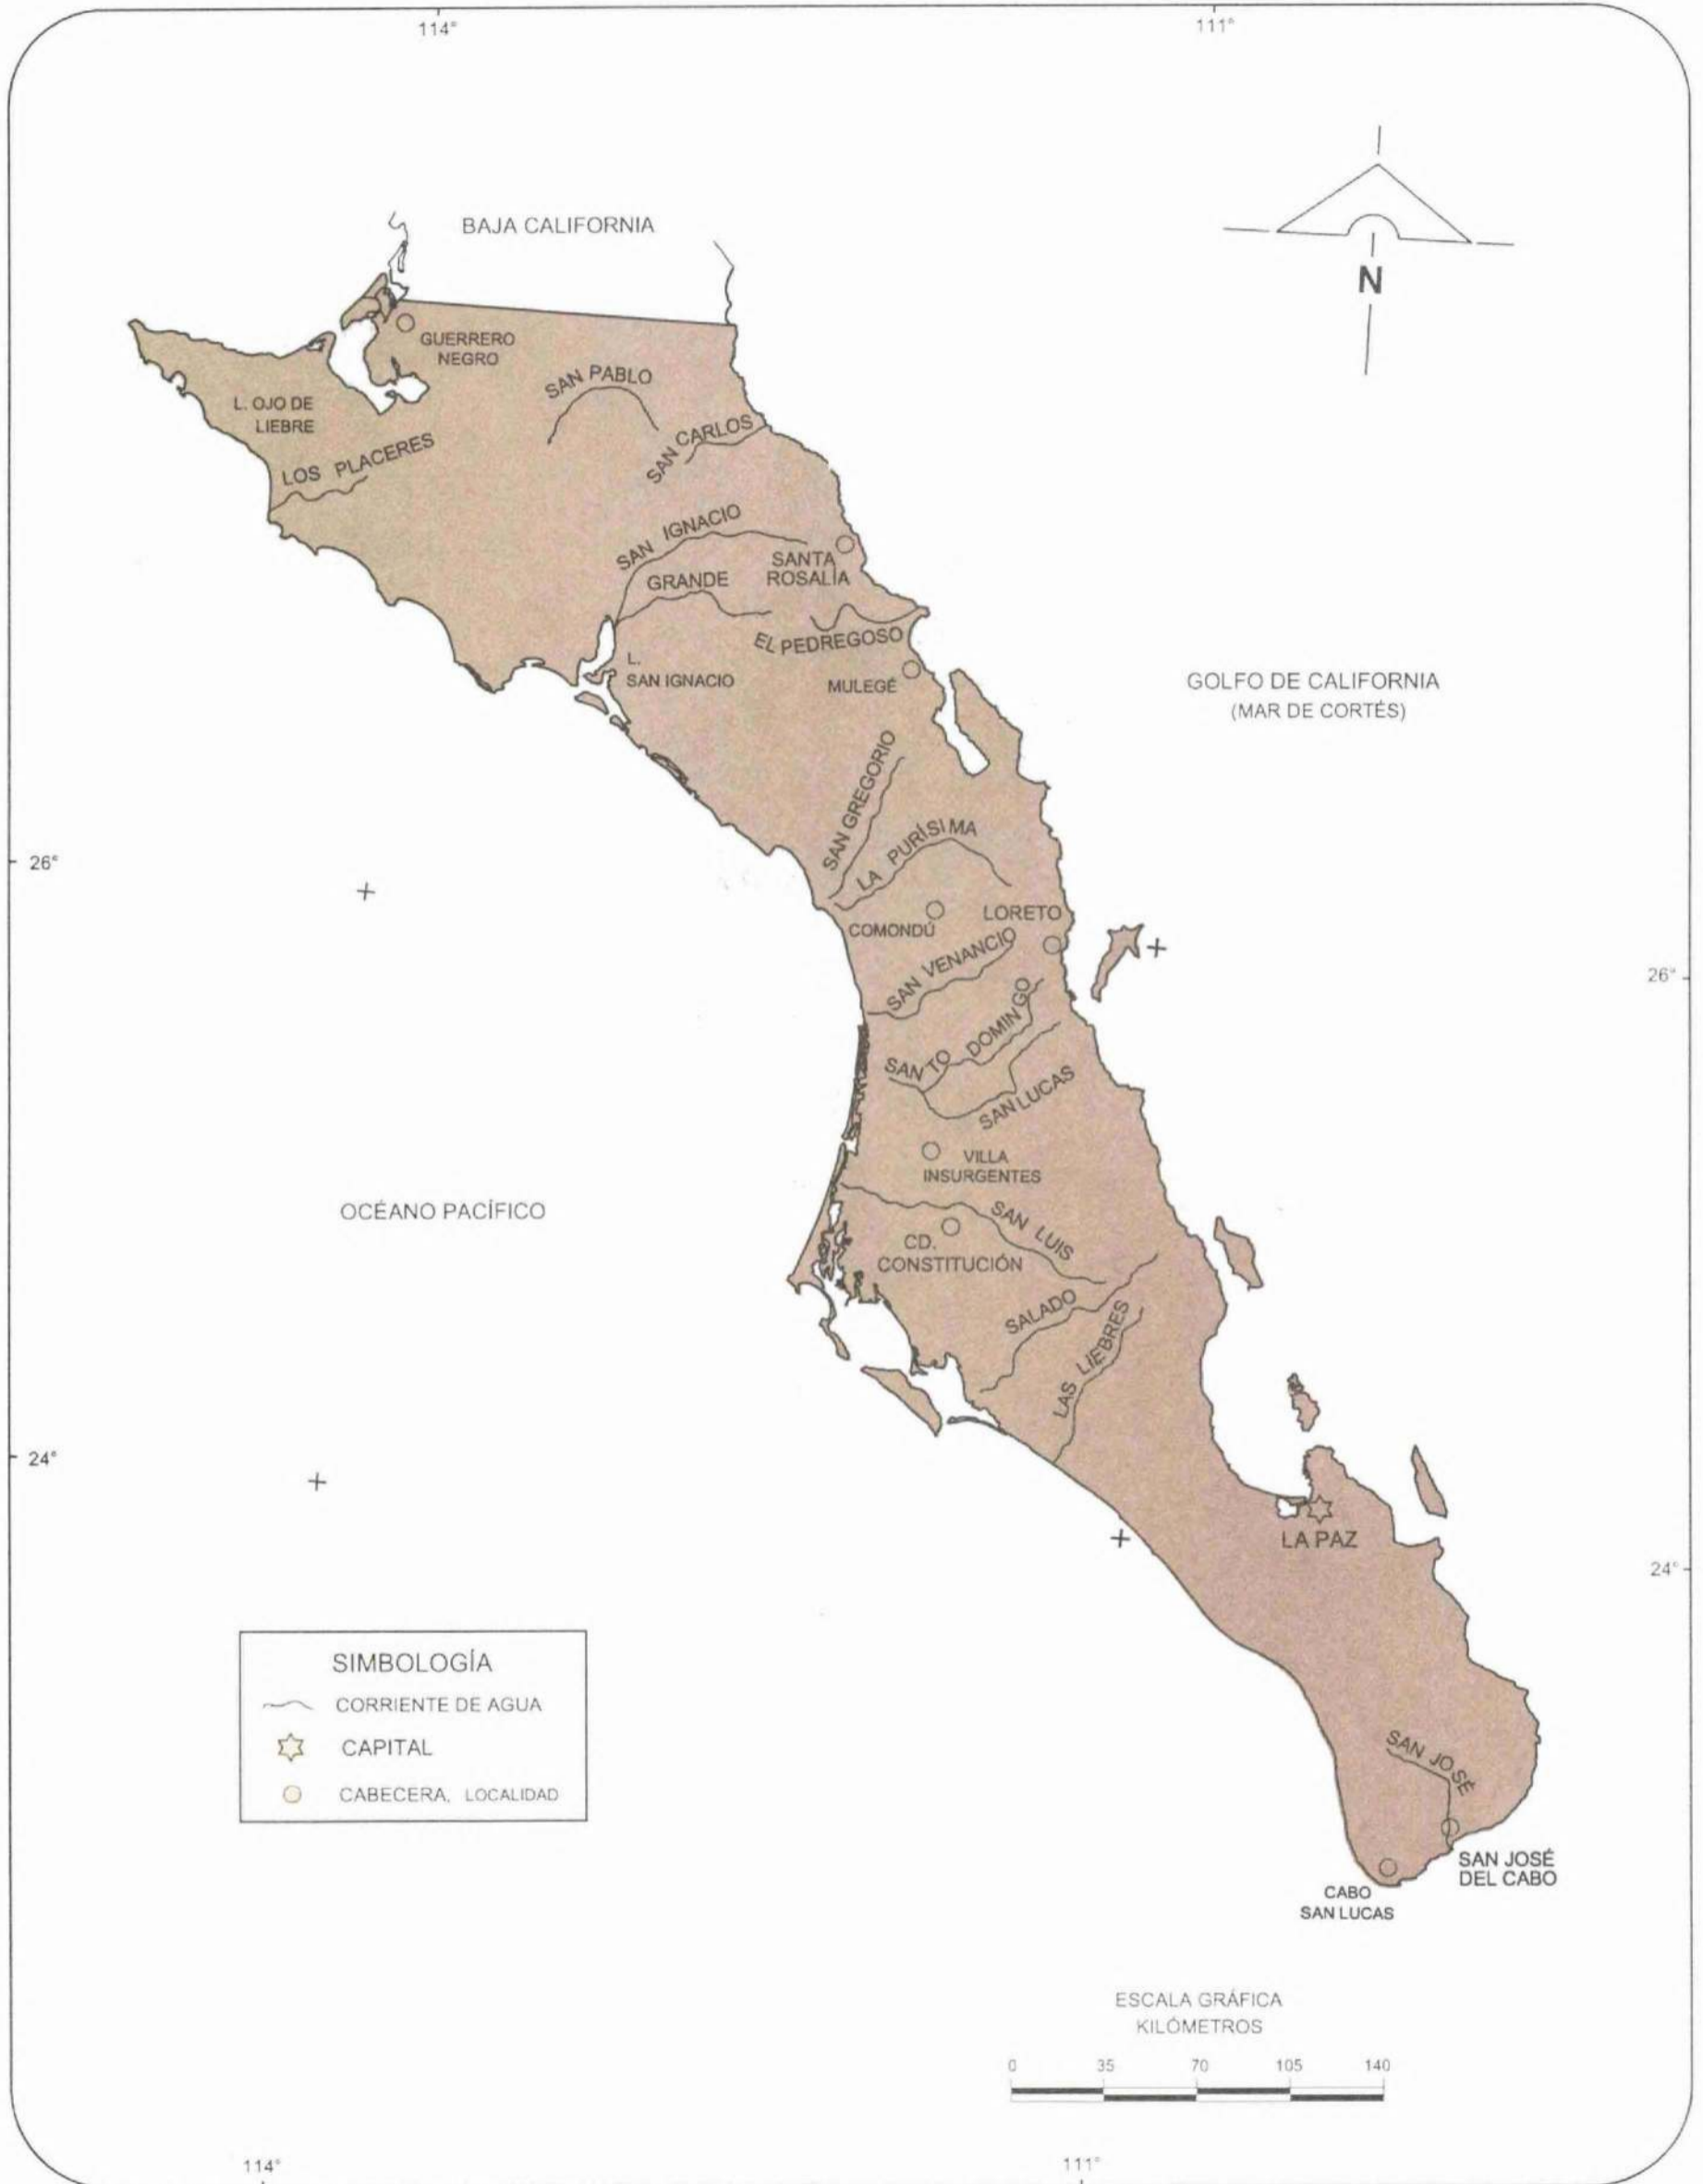 114°
111°
BAJA CALIFORNIA
N
GUERRERO
NEGRO
SAN PABLO
L. OJO DE
LIEBRE
SAN CARLOS
LOS PLACERES
SAN IGNACIO
SANTA
ROSALÍA
GRANDE
EL PEDREGOSO
L.
SAN IGNACIO
MULEGÉ
GOLFO DE CALIFORNIA
(MAR DE CORTÉS)
SAN GREGORIO
LA PURÍSIMA
26°
COMONDÚ
LORETO
SAN VENANCIO
26°
SANTO DOMINGO
SAN LUCAS
VILLA
INSURGENTES
OCÉANO PACÍFICO
SAN LUIS
CD.
CONSTITUCIÓN
SALADO
LAS LIEBRES
24°
LA PAZ
24°
SIMBOLOGÍA
CORRIENTE DE AGUA
CAPITAL
CABECERA, LOCALIDAD
SAN JOSÉ
SAN JOSÉ
DEL CABO
CABO
SAN LUCAS
ESCALA GRÁFICA
KILÓMETROS
0 35 70 105 140
114°
111°